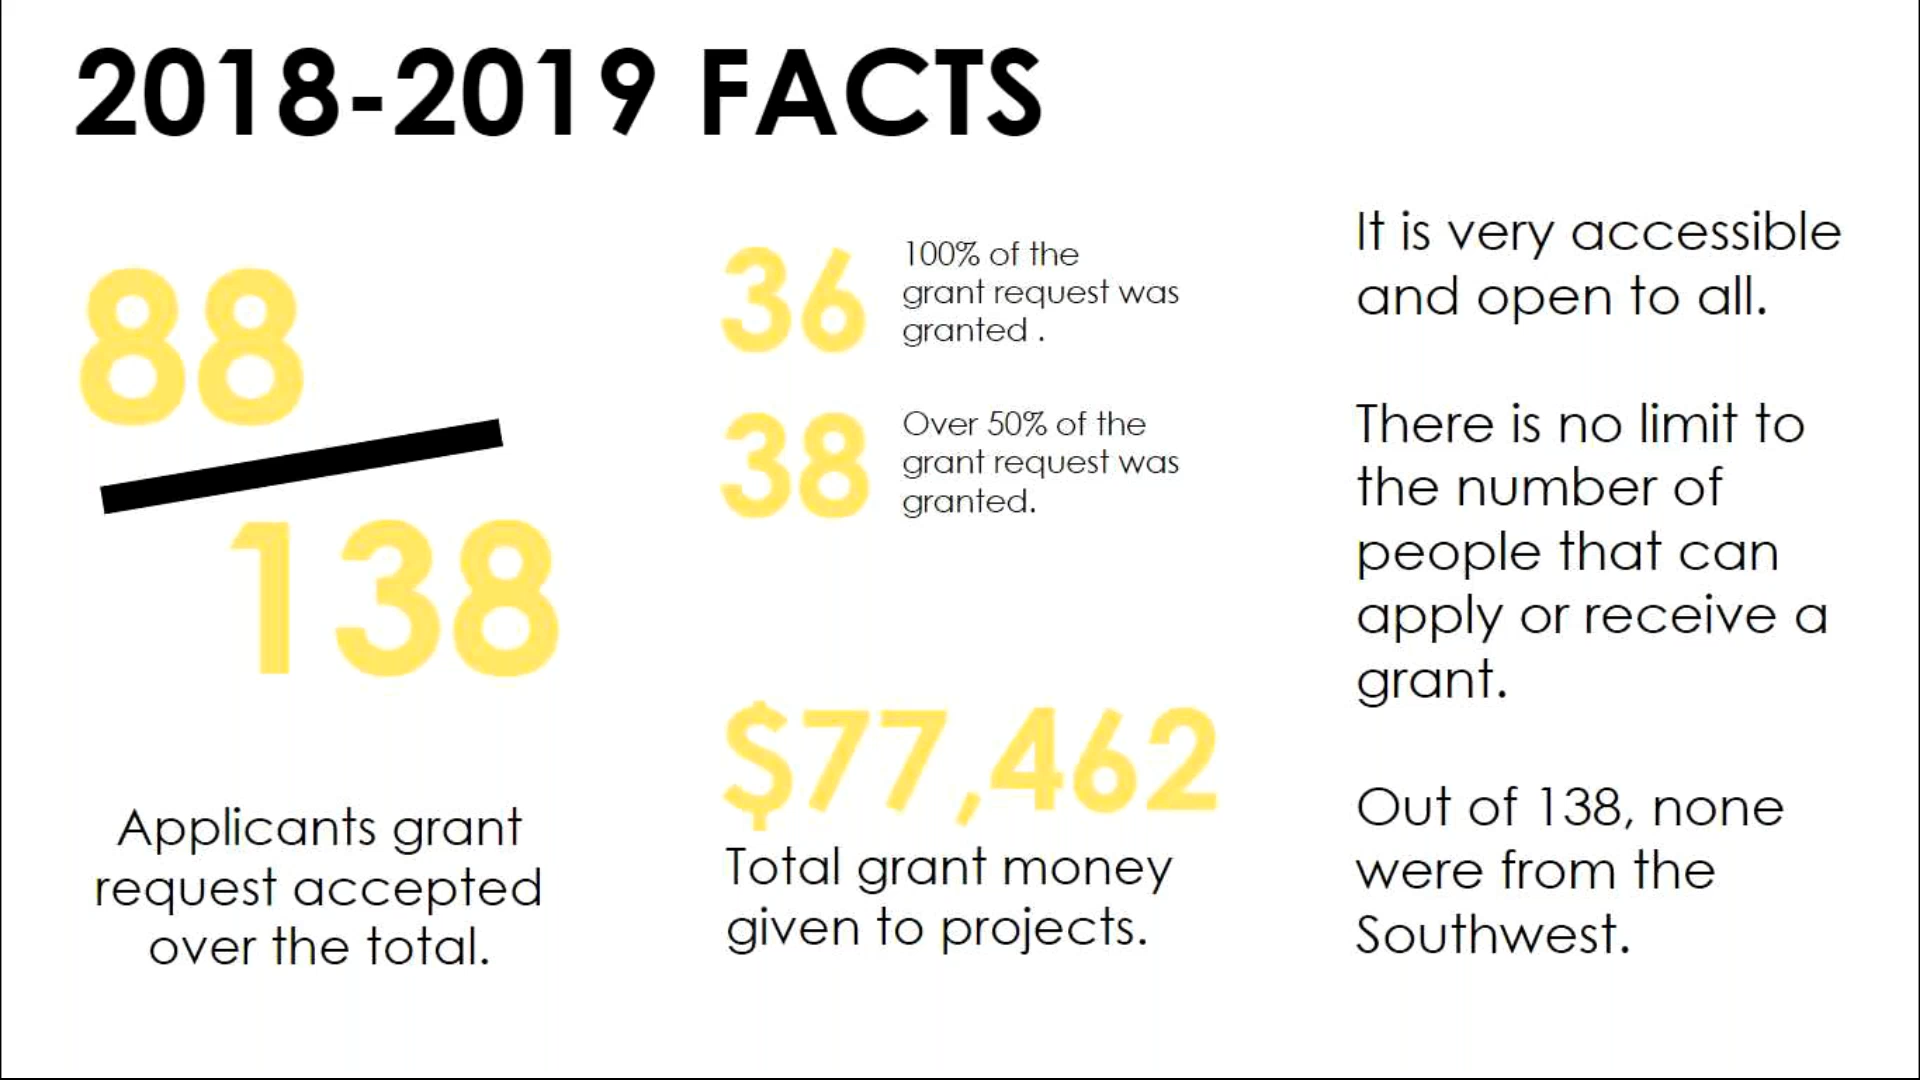 2018-2019 FACTS
88
138
Applicants grant
request accepted
over the total.
36
100% of the
grant request was
granted .
38
Over 50% of the
grant request was
granted.
$77,462
Total grant money
given to projects.
It is very accessible
and open to all.
There is no limit to
the number of
people that can
apply or receive a
grant.
Out of 138, none
were from the
Southwest.